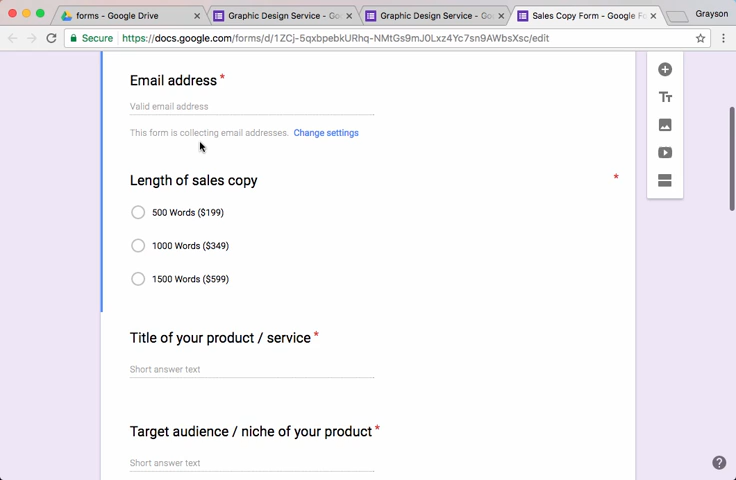 forms - Google Drive
Graphic Design Service - Go
Graphic Design Service - Go
Sales Copy Form - Google Fo
Grayson
Secure https://docs.google.com/forms/d/1ZCj-5qxbpebkURhq-NMtGs9mJ0Lxz4Yc7sn9AWbsXsc/edit
Email address *
Valid email address
This form is collecting email addresses. Change settings
Length of sales copy *
500 Words ($199)
1000 Words ($349)
1500 Words ($599)
Title of your product / service *
Short answer text
Target audience / niche of your product *
Short answer text